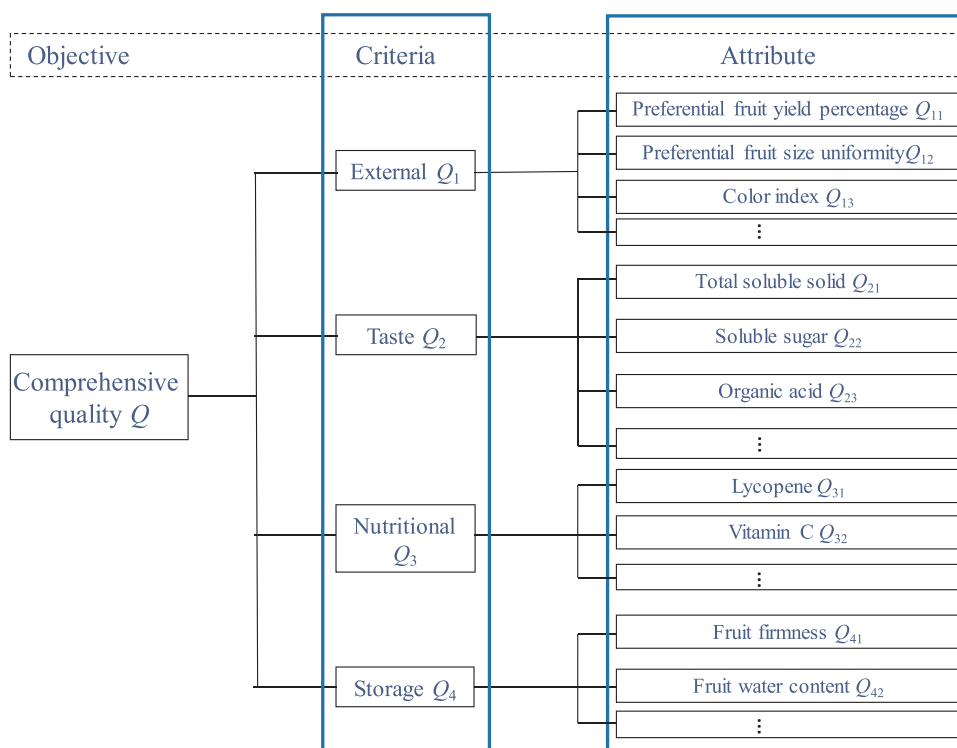 Objective Criteria Attribute
Preferential fruit yield percentage Q11
Preferential fruit size uniformityQ12
External Q1
Color index Q13
⋮
Total soluble solid Q21
Taste Q2
Soluble sugar Q22
Comprehensive
quality Q
Organic acid Q23
⋮
Lycopene Q31
Nutritional
Q3
Vitamin C Q32
⋮
Fruit firmness Q41
Storage Q4
Fruit water content Q42
⋮